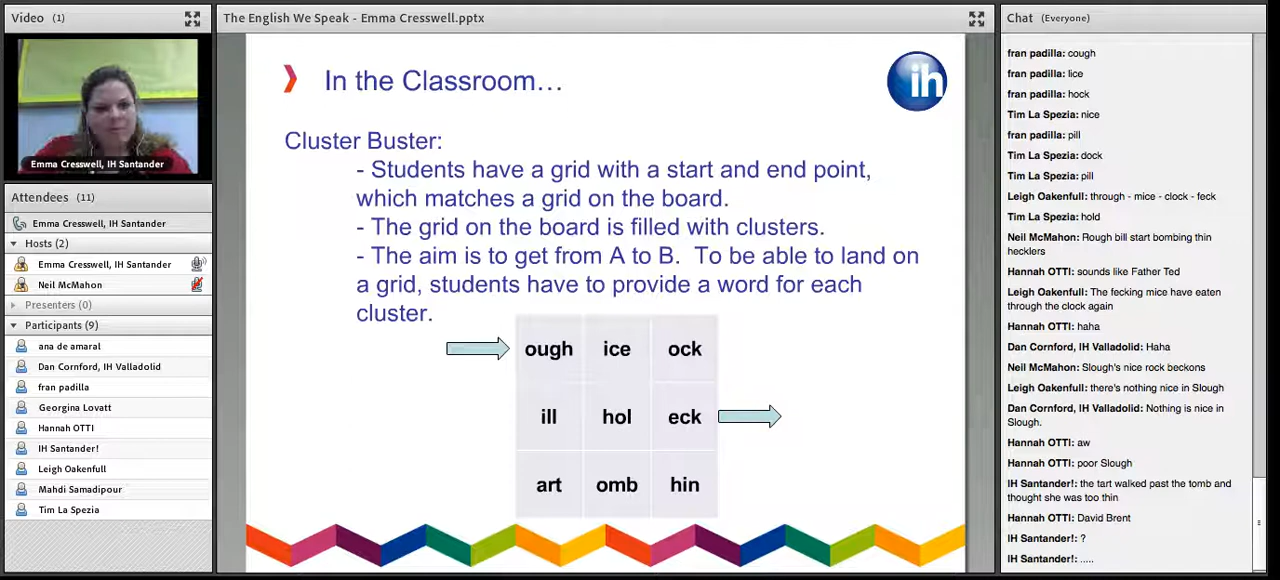 Video (1)
Emma Cresswell, IH Santander
Attendees (11)
Emma Cresswell, IH Santander
Hosts (2)
Emma Cresswell, IH Santander
Neil McMahon
Presenters (0)
Participants (9)
ana de amaral
Dan Cornford, IH Valladolid
fran padilla
Georgina Lovatt
Hannah OTTI
IH Santander!
Leigh Oakenfull
Mahdi Samadipour
Tim La Spezia
The English We Speak - Emma Cresswell.pptx
In the Classroom...
ih
Cluster Buster:
- Students have a grid with a start and end point,
which matches a grid on the board.
- The grid on the board is filled with clusters.
- The aim is to get from A to B. To be able to land on
a grid, students have to provide a word for each
cluster.
ough ice ock
ill hol eck
art omb hin
Chat (Everyone)
fran padilla: cough
fran padilla: lice
fran padilla: hock
Tim La Spezia: nice
fran padilla: pill
Tim La Spezia: dock
Tim La Spezia: pill
Leigh Oakenfull: through - mice - clock - feck
Tim La Spezia: hold
Neil McMahon: Rough bill start bombing thin
hecklers
Hannah OTTI: sounds like Father Ted
Leigh Oakenfull: The fecking mice have eaten
through the clock again
Hannah OTTI: haha
Dan Cornford, IH Valladolid: Haha
Neil McMahon: Slough's nice rock beckons
Leigh Oakenfull: there's nothing nice in Slough
Dan Cornford, IH Valladolid: Nothing is nice in
Slough.
Hannah OTTI: aw
Hannah OTTI: poor Slough
IH Santander!: the tart walked past the tomb and
thought she was too thin
Hannah OTTI: David Brent
IH Santander!: ?
IH Santander!: .....